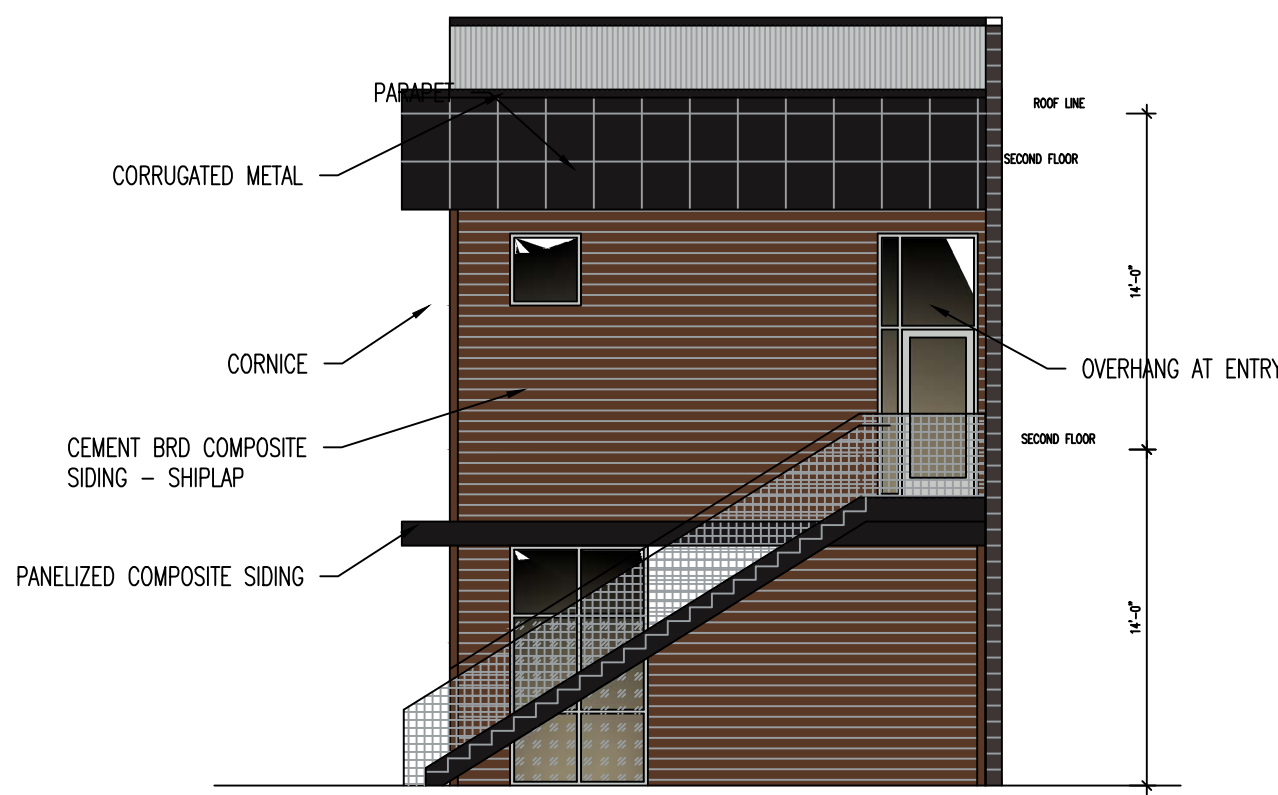 PARAPET
ROOF LINE
SECOND FLOOR
CORRUGATED METAL
14'-0"
CORNICE
OVERHANG AT ENTRY
SECOND FLOOR
CEMENT BRD COMPOSITE
SIDING - SHIPLAP
PANELIZED COMPOSITE SIDING
14'-0"